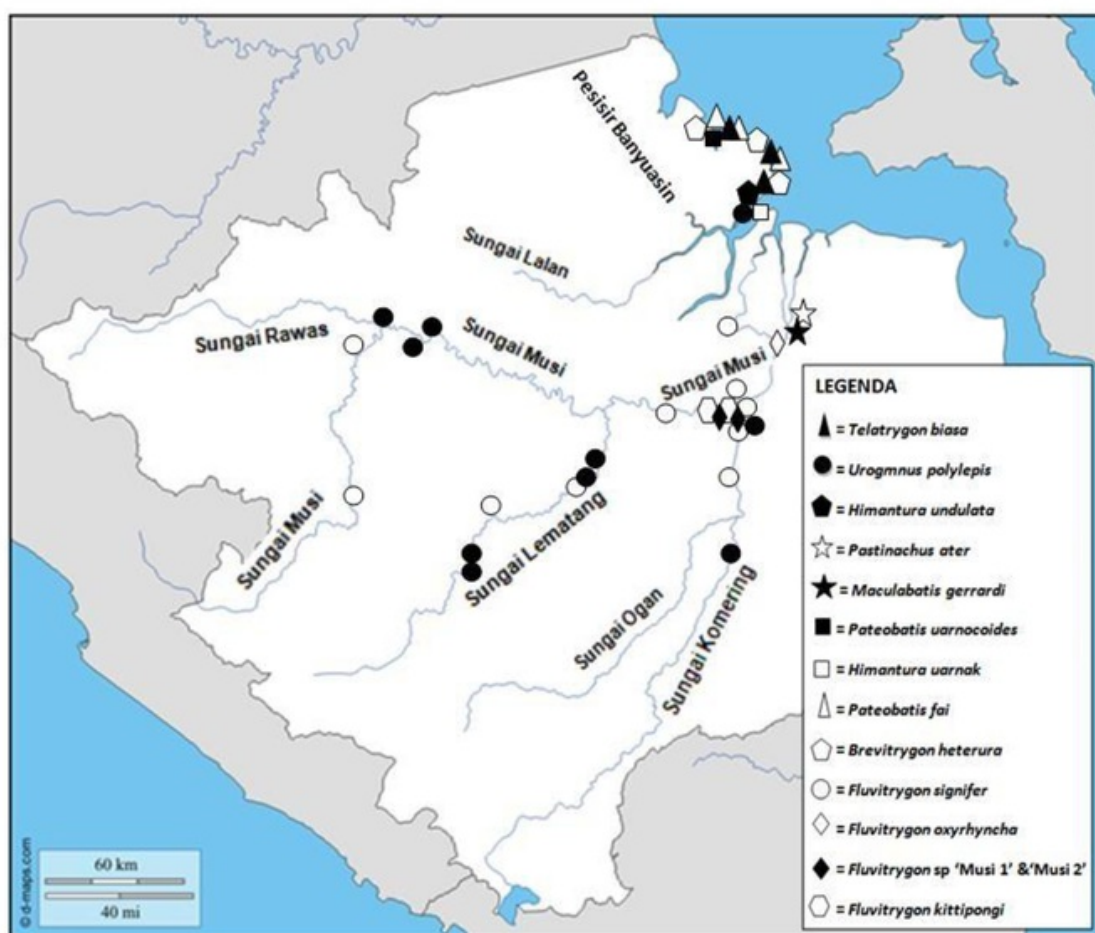 Pesisir Banyuasin
Sungai Lalan
Sungai Rawas
Sungai Musi
Sungai Musi
Sungai Musi
Sungai Lematang
Sungai Ogan
Sungai Komering
LEGENDA
= Telatrygon biasa
= Urogmnus polylepis
= Himantura undulata
= Pastinachus ater
= Maculabatis gerrardi
= Pateobatis uarnocoides
= Himantura uarnak
= Pateobatis fai
= Brevitrygon heterura
= Fluvitrygon signifer
= Fluvitrygon oxyrhyncha
= Fluvitrygon sp ‘Musi 1’ &‘Musi 2’
= Fluvitrygon kittipongi
60 km
40 mi
© d-maps.com